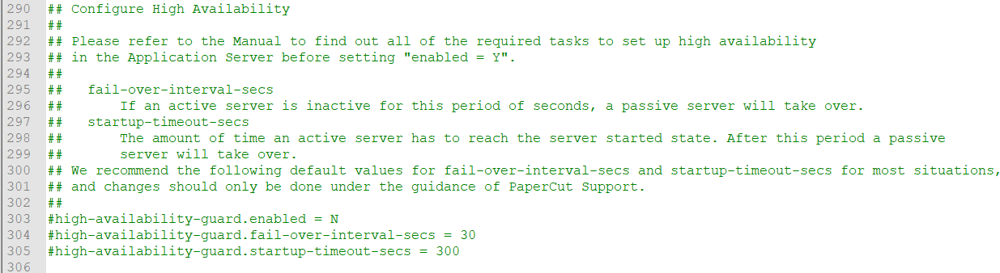 290 ## Configure High Availability
291 ##
292 ## Please refer to the Manual to find out all of the required tasks to set up high availability
293 ## in the Application Server before setting "enabled = Y".
294 ##
295 ##   fail-over-interval-secs
296 ##       If an active server is inactive for this period of seconds, a passive server will take over.
297 ##   startup-timeout-secs
298 ##       The amount of time an active server has to reach the server started state. After this period a passive
299 ##       server will take over.
300 ## We recommend the following default values for fail-over-interval-secs and startup-timeout-secs for most situations,
301 ## and changes should only be done under the guidance of PaperCut Support.
302 ##
303 #high-availability-guard.enabled = N
304 #high-availability-guard.fail-over-interval-secs = 30
305 #high-availability-guard.startup-timeout-secs = 300
306